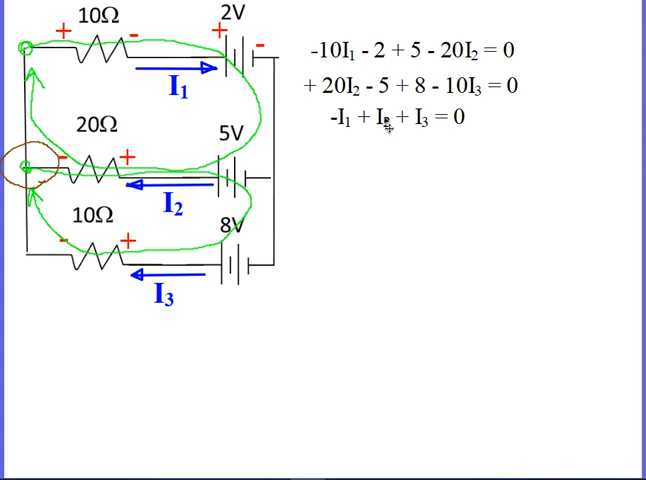 10Ω 2V
+ - + -
I₁
-10I₁ - 2 + 5 - 20I₂ = 0
+ 20I₂ - 5 + 8 - 10I₃ = 0
-I₁ + I₂ + I₃ = 0
20Ω 5V
- +
I₂
10Ω 8V
- +
I₃